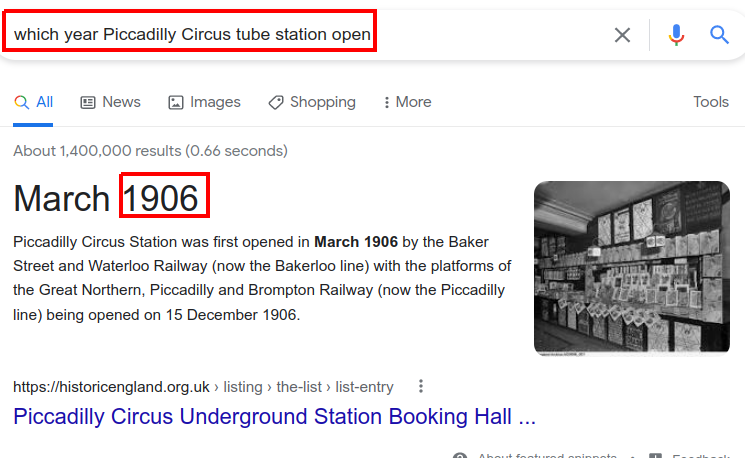 which year Piccadilly Circus tube station open
All News Images Shopping More Tools
About 1,400,000 results (0.66 seconds)
March 1906
Piccadilly Circus Station was first opened in March 1906 by the Baker
Street and Waterloo Railway (now the Bakerloo line) with the platforms of
the Great Northern, Piccadilly and Brompton Railway (now the Piccadilly
line) being opened on 15 December 1906.
https://historicengland.org.uk › listing › the-list › list-entry
Piccadilly Circus Underground Station Booking Hall ...
About featured snippets • Feedback